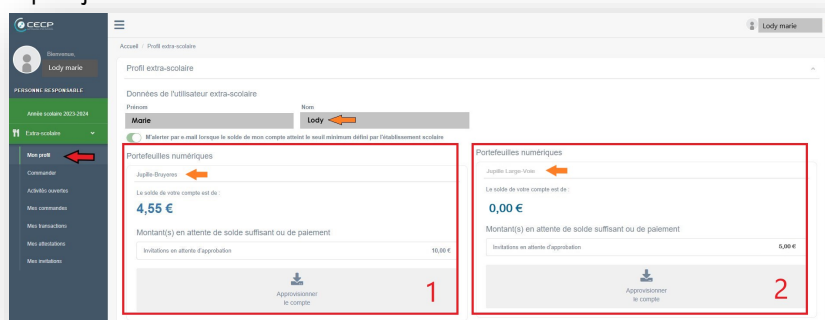 CECP
Lody marie
Bienvenue,
Lody marie
PERSONNE RESPONSABLE
Année scolaire 2023-2024
Extra-scolaire
Mon profil
Commander
Activités ouvertes
Mes commandes
Mes transactions
Mes attestations
Mes invitations
Accueil / Profil extra-scolaire
Profil extra-scolaire
Données de l'utilisateur extra-scolaire
Prénom
Nom
Marie
Lody
M'alerter par e-mail lorsque le solde de mon compte atteint le seuil minimum défini par l'établissement scolaire
Portefeuilles numériques
Jupille-Bruyères
Le solde de votre compte est de :
4,55 €
Montant(s) en attente de solde suffisant ou de paiement
Invitations en attente d'approbation
10,00 €
Approvisionner
le compte
1
Portefeuilles numériques
Jupille Large-Voie
Le solde de votre compte est de :
0,00 €
Montant(s) en attente de solde suffisant ou de paiement
Invitations en attente d'approbation
5,00 €
Approvisionner
le compte
2